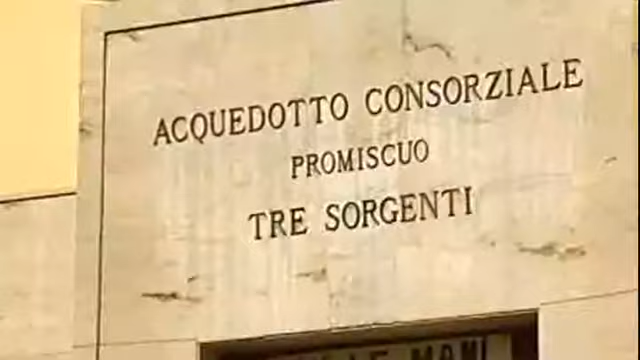 ACQUEDOTTO CONSORZIALE
PROMISCUO
TRE SORGENTI